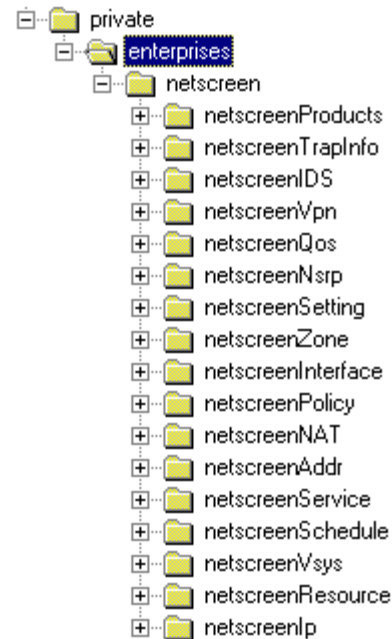 private
enterprises
netscreen
netscreenProducts
netscreenTrapInfo
netscreenIDS
netscreenVpn
netscreenQos
netscreenNsrp
netscreenSetting
netscreenZone
netscreenInterface
netscreenPolicy
netscreenNAT
netscreenAddr
netscreenService
netscreenSchedule
netscreenVsys
netscreenResource
netscreenIp